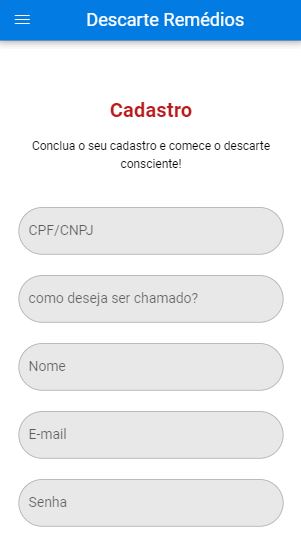 Descarte Remédios
Cadastro
Conclua o seu cadastro e comece o descarte
consciente!
CPF/CNPJ
como deseja ser chamado?
Nome
E-mail
Senha